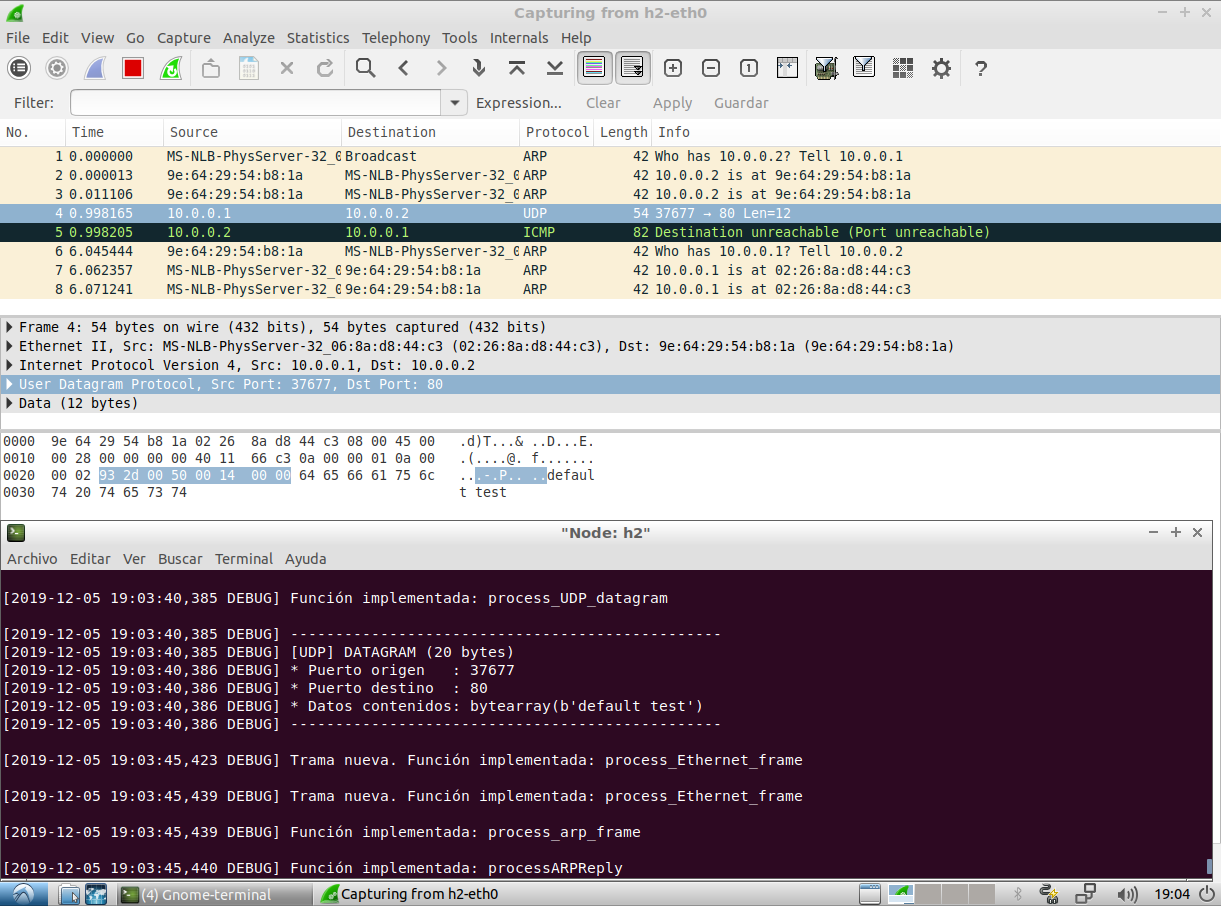 Capturing from h2-eth0
File Edit View Go Capture Analyze Statistics Telephony Tools Internals Help
Filter: Expression... Clear Apply Guardar
No. Time Source Destination Protocol Length Info
1 0.000000 MS-NLB-PhysServer-32_0 Broadcast ARP 42 Who has 10.0.0.2? Tell 10.0.0.1
2 0.000013 9e:64:29:54:b8:1a MS-NLB-PhysServer-32_0 ARP 42 10.0.0.2 is at 9e:64:29:54:b8:1a
3 0.011106 9e:64:29:54:b8:1a MS-NLB-PhysServer-32_0 ARP 42 10.0.0.2 is at 9e:64:29:54:b8:1a
4 0.998165 10.0.0.1 10.0.0.2 UDP 54 37677 → 80 Len=12
5 0.998205 10.0.0.2 10.0.0.1 ICMP 82 Destination unreachable (Port unreachable)
6 6.045444 9e:64:29:54:b8:1a MS-NLB-PhysServer-32_0 ARP 42 Who has 10.0.0.1? Tell 10.0.0.2
7 6.062357 MS-NLB-PhysServer-32_0 9e:64:29:54:b8:1a ARP 42 10.0.0.1 is at 02:26:8a:d8:44:c3
8 6.071241 MS-NLB-PhysServer-32_0 9e:64:29:54:b8:1a ARP 42 10.0.0.1 is at 02:26:8a:d8:44:c3
Frame 4: 54 bytes on wire (432 bits), 54 bytes captured (432 bits)
Ethernet II, Src: MS-NLB-PhysServer-32_06:8a:d8:44:c3 (02:26:8a:d8:44:c3), Dst: 9e:64:29:54:b8:1a (9e:64:29:54:b8:1a)
Internet Protocol Version 4, Src: 10.0.0.1, Dst: 10.0.0.2
User Datagram Protocol, Src Port: 37677, Dst Port: 80
Data (12 bytes)
0000 9e 64 29 54 b8 1a 02 26 8a d8 44 c3 08 00 45 00 .d)T...& ..D...E.
0010 00 28 00 00 00 00 40 11 66 c3 0a 00 00 01 0a 00 .(....@. f.......
0020 00 02 93 2d 00 50 00 14 00 00 64 65 66 61 75 6c ...-.P.. ..defaul
0030 74 20 74 65 73 74 t test
"Node: h2"
Archivo Editar Ver Buscar Terminal Ayuda
[2019-12-05 19:03:40,385 DEBUG] Función implementada: process_UDP_datagram
[2019-12-05 19:03:40,385 DEBUG] ------------------------------------------------
[2019-12-05 19:03:40,385 DEBUG] [UDP] DATAGRAM (20 bytes)
[2019-12-05 19:03:40,386 DEBUG] * Puerto origen : 37677
[2019-12-05 19:03:40,386 DEBUG] * Puerto destino : 80
[2019-12-05 19:03:40,386 DEBUG] * Datos contenidos: bytearray(b'default test')
[2019-12-05 19:03:40,386 DEBUG] ------------------------------------------------
[2019-12-05 19:03:45,423 DEBUG] Trama nueva. Función implementada: process_Ethernet_frame
[2019-12-05 19:03:45,439 DEBUG] Trama nueva. Función implementada: process_Ethernet_frame
[2019-12-05 19:03:45,439 DEBUG] Función implementada: process_arp_frame
[2019-12-05 19:03:45,440 DEBUG] Función implementada: processARPReply
(4) Gnome-terminal Capturing from h2-eth0 19:04